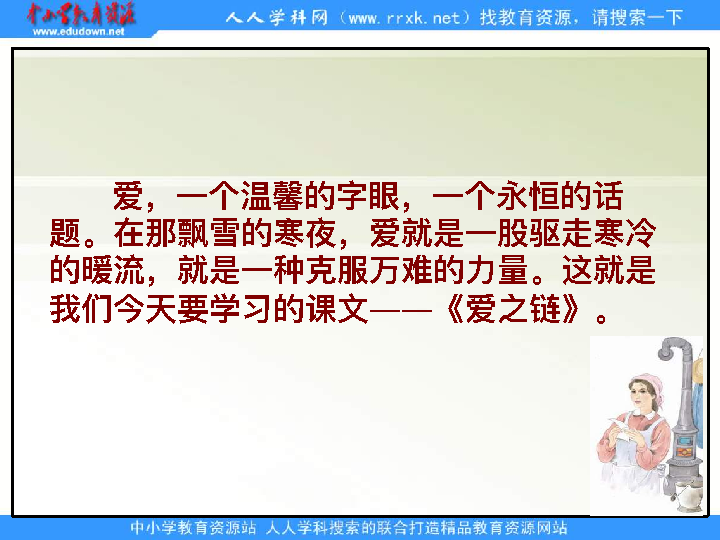 中小学教育资源
www.edudown.net
人人学科网（www.rrxk.net）找教育资源，请搜索一下
爱，一个温馨的字眼，一个永恒的话
题。在那飘雪的寒夜，爱就是一股驱走寒冷
的暖流，就是一种克服万难的力量。这就是
我们今天要学习的课文——《爱之链》。
中小学教育资源站 人人学科搜索的联合打造精品教育资源网站